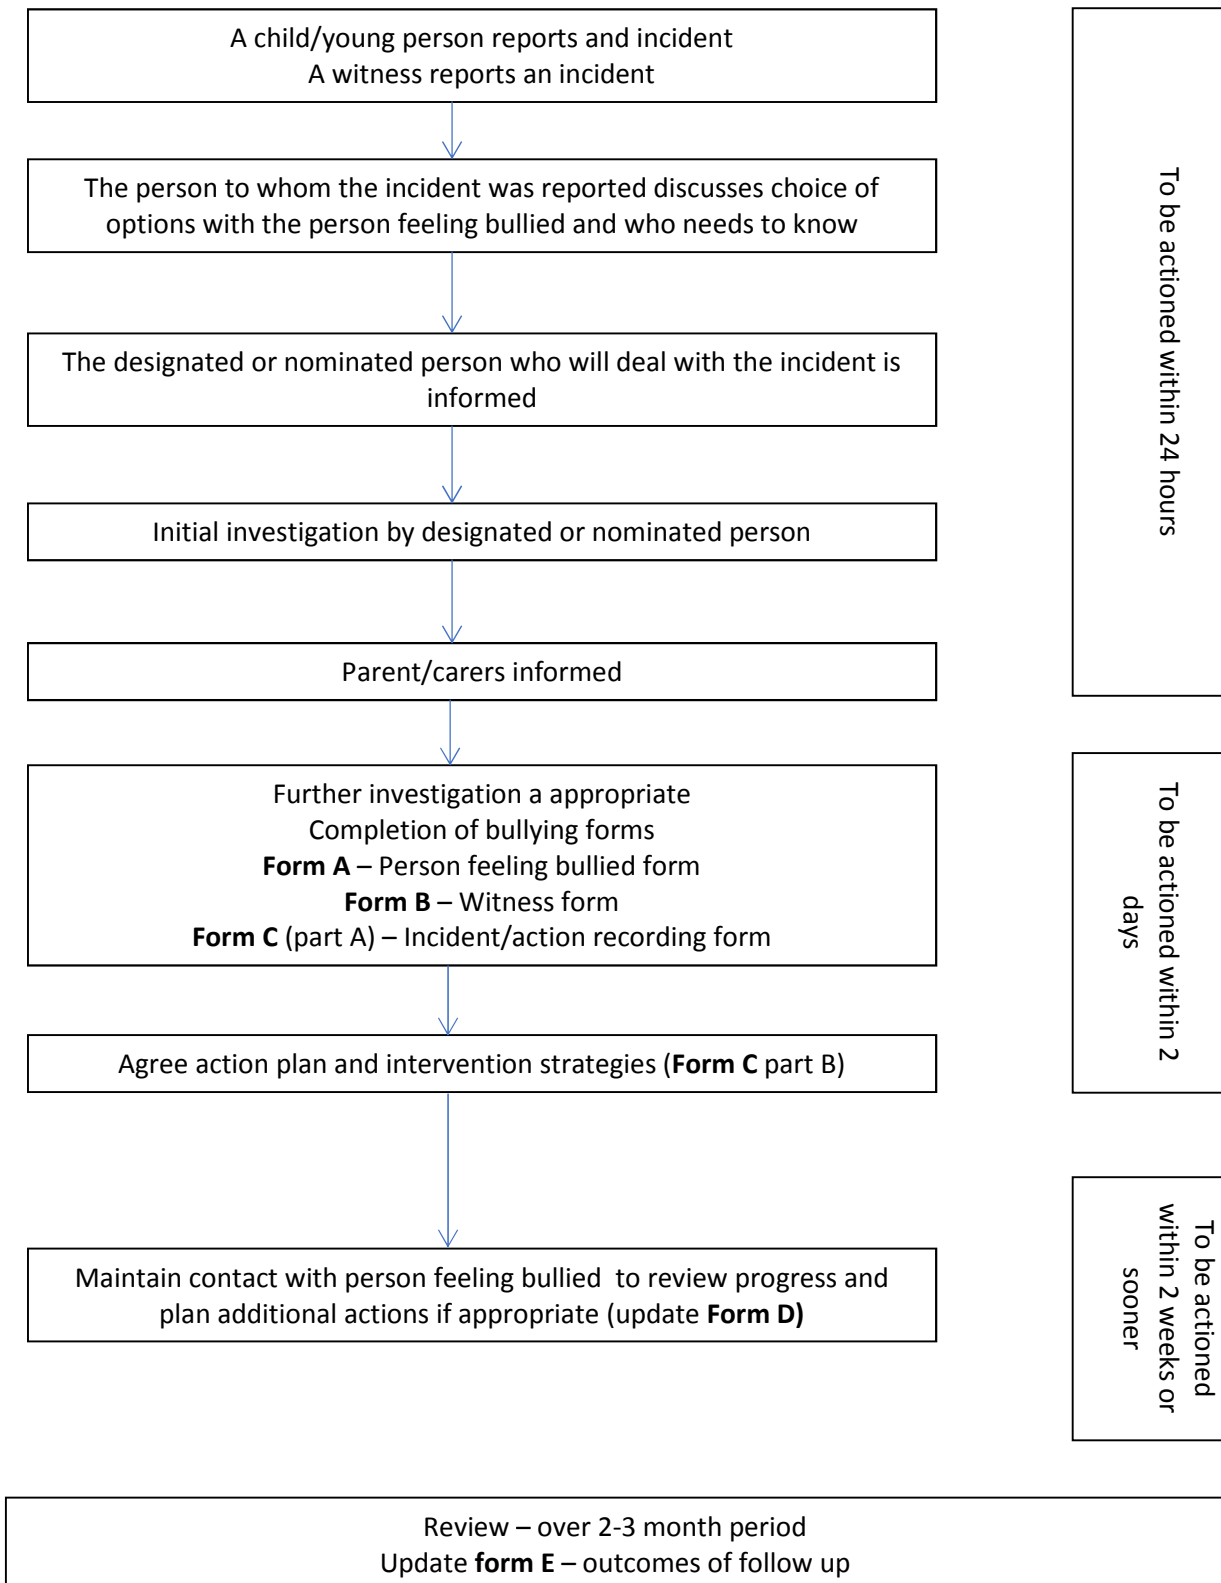 A child/young person reports and incident
A witness reports an incident
The person to whom the incident was reported discusses choice of
options with the person feeling bullied and who needs to know
The designated or nominated person who will deal with the incident is
informed
Initial investigation by designated or nominated person
Parent/carers informed
To be actioned within 24 hours
Further investigation a appropriate
Completion of bullying forms
Form A – Person feeling bullied form
Form B – Witness form
Form C (part A) – Incident/action recording form
Agree action plan and intervention strategies (Form C part B)
To be actioned within 2
days
Maintain contact with person feeling bullied  to review progress and
plan additional actions if appropriate (update Form D)
To be actioned
within 2 weeks or
sooner
Review – over 2-3 month period
Update form E – outcomes of follow up